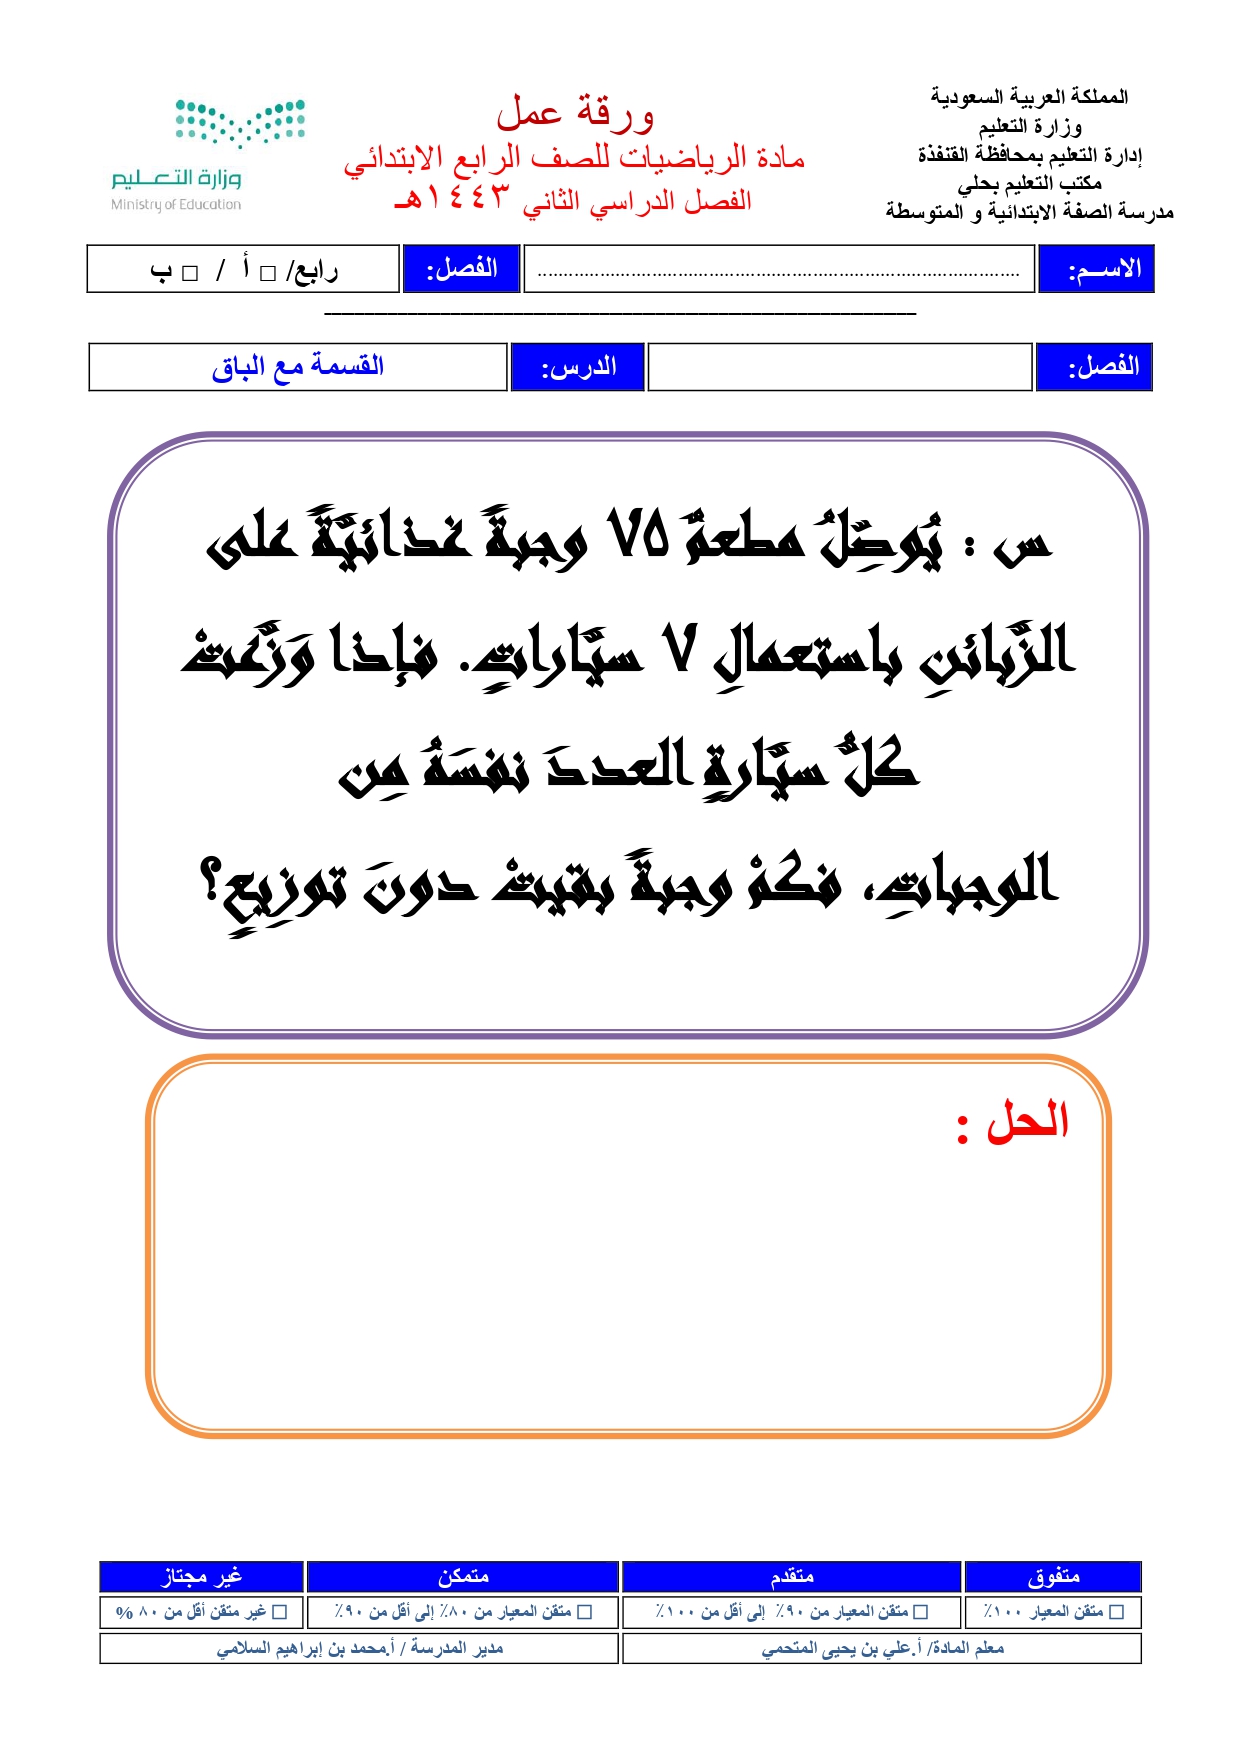 المملكة العربية السعودية
وزارة التعليم
إدارة التعليم بمحافظة القنفذة
مكتب التعليم بحلي
مدرسة الصفة الابتدائية و المتوسطة
ورقة عمل
مادة الرياضيات للصف الرابع الابتدائي
الفصل الدراسي الثاني ١٤٤٣هـ
وزارة التعـــليم
Ministry of Education
الاســم: ............................................................................................ الفصل: رابع/ □ أ / □ ب
الفصل: الدرس: القسمة مع الباق
س : يُوصِّلُ مطعمٌ ٧٥ وجبةً غذائيَّةً على
الزَّبائنِ باستعمالِ ٧ سيَّاراتٍ. فإذا وَزَّعتْ
كلُّ سيَّارةٍ العددَ نفسَهُ مِن
الوجباتِ، فكمْ وجبةً بقيتْ دونَ توزِيعٍ؟
الحل :
متفوق متقدم متمكن غير مجتاز
□ متقن المعيار ١٠٠٪ □ متقن المعيار من ٩٠٪ إلى أقل من ١٠٠٪ □ متقن المعيار من ٨٠٪ إلى أقل من ٩٠٪ □ غير متقن أقل من ٨٠ %
معلم المادة/ أ.علي بن يحيى المتحمي مدير المدرسة / أ.محمد بن إبراهيم السلامي